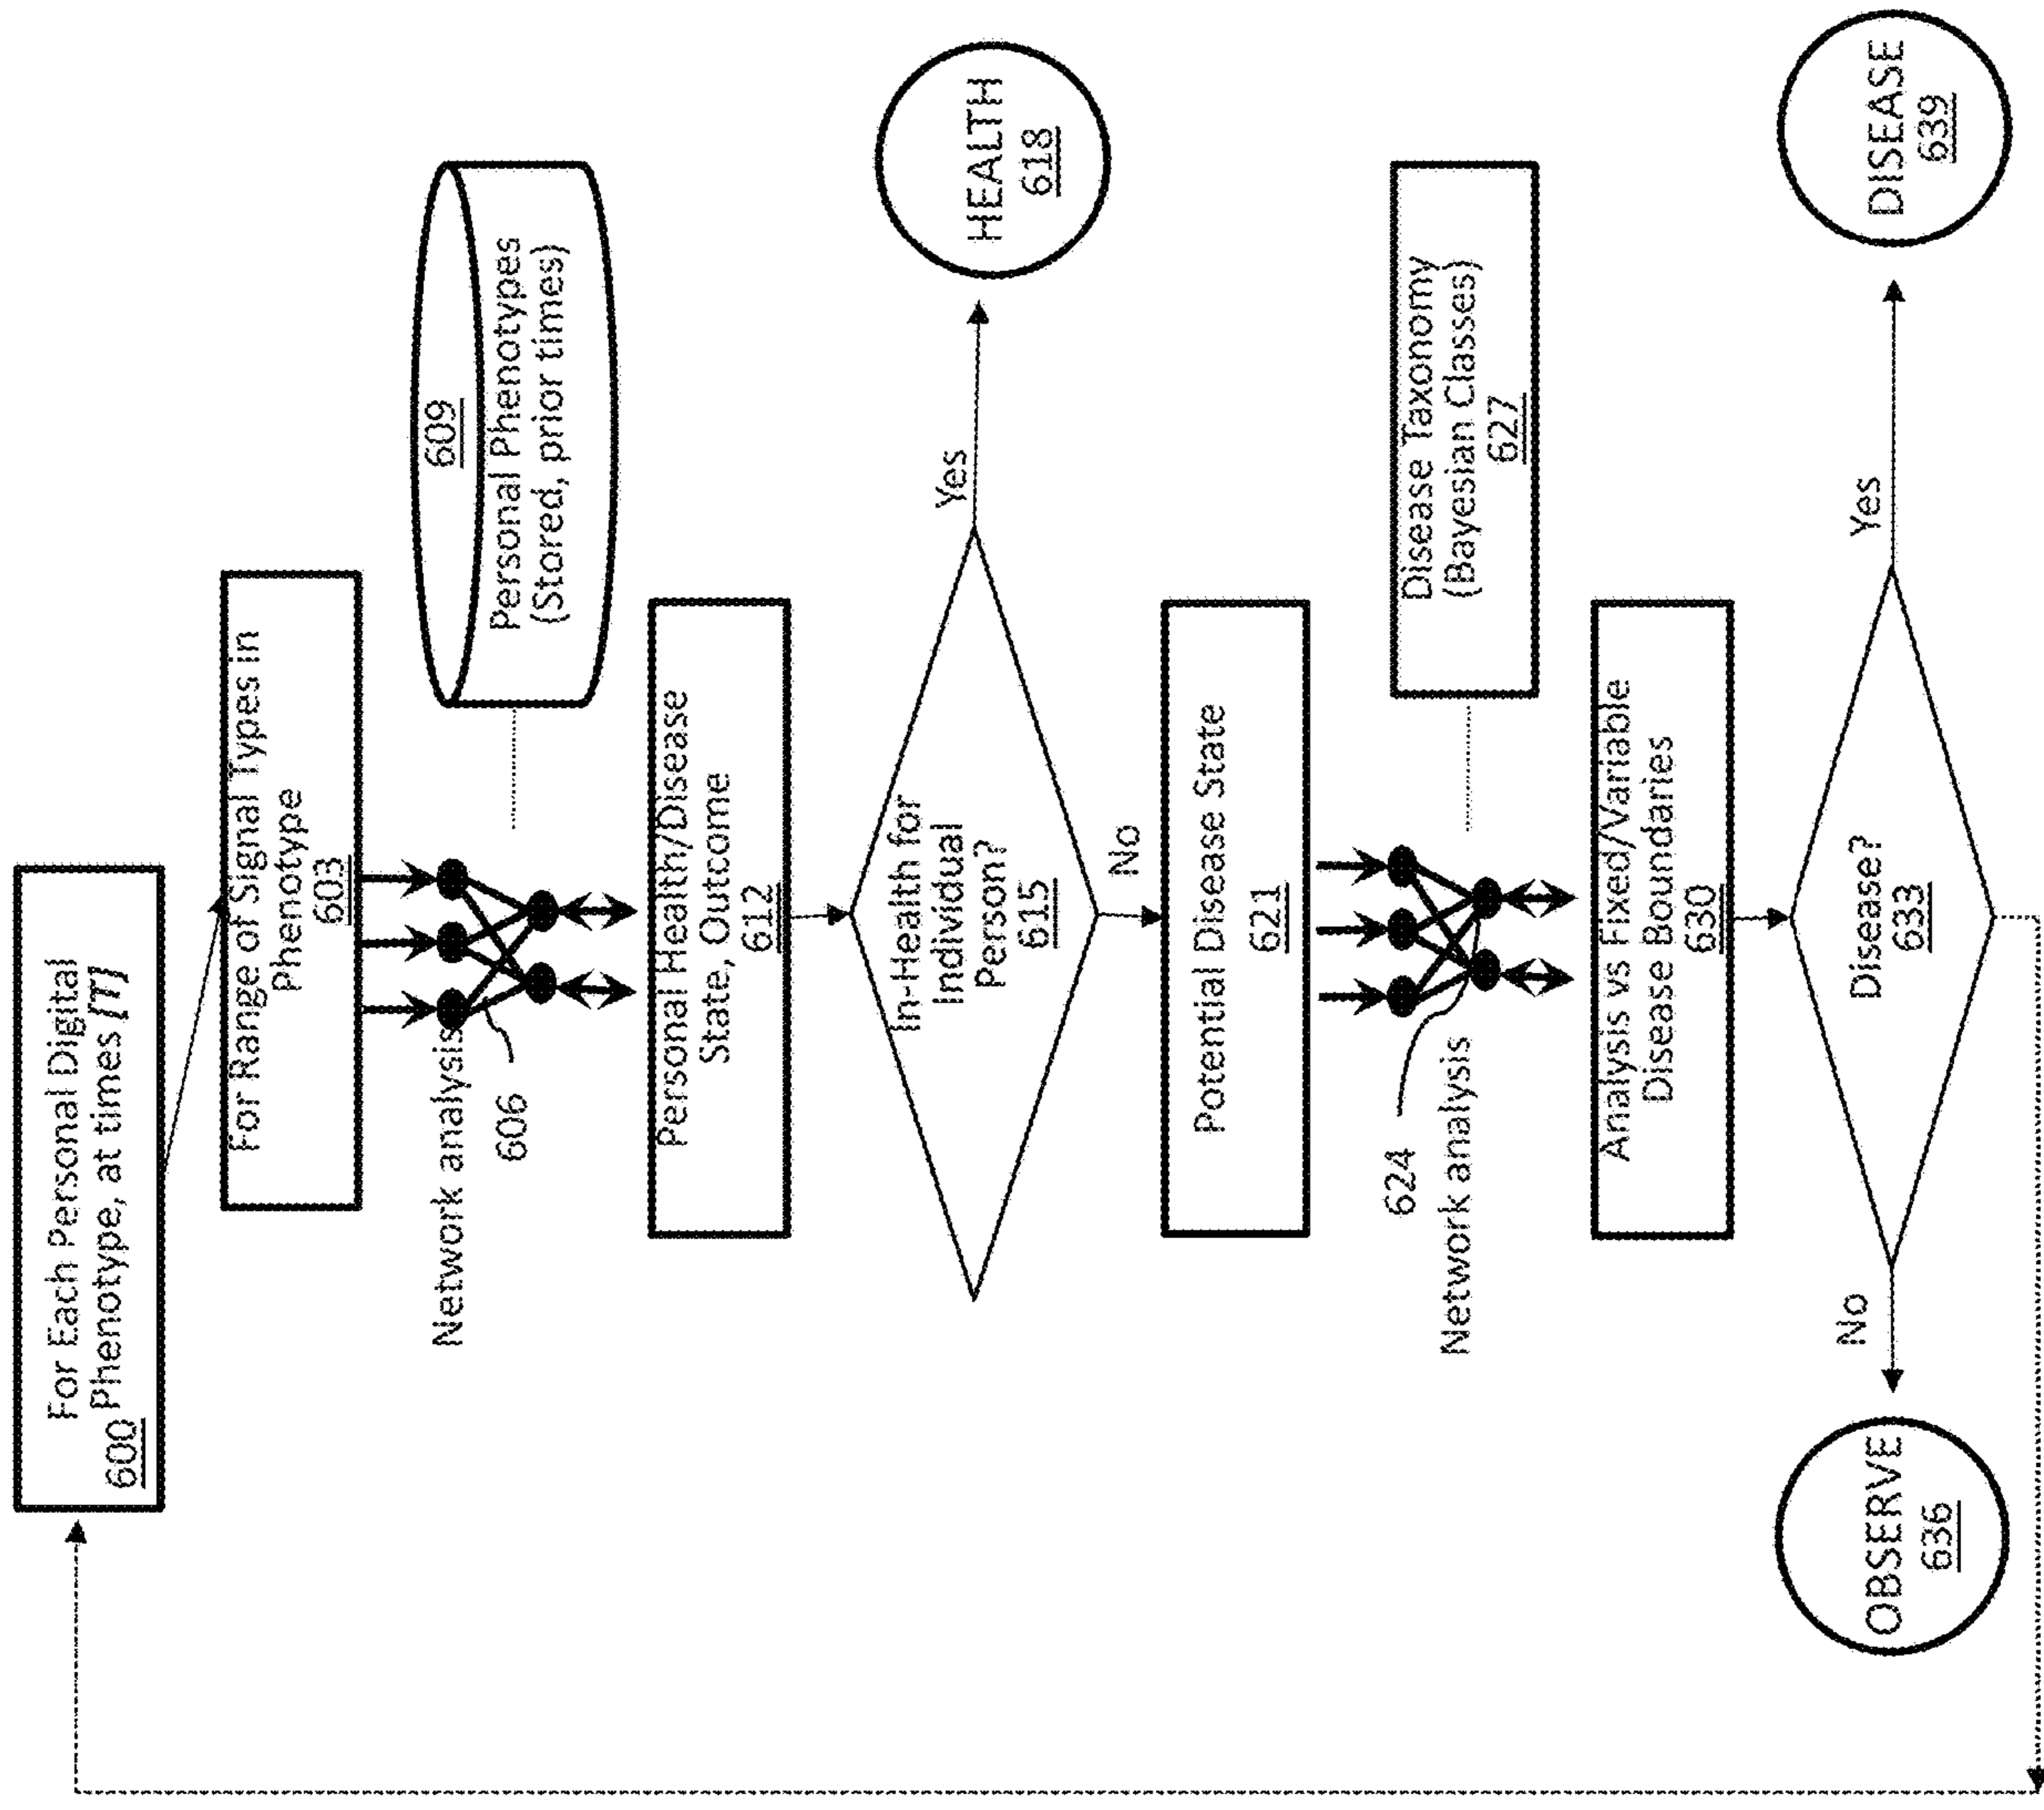 For Each Personal Digital
Phenotype, at times [T]
600
For Range of Signal Types in
Phenotype
603
Network analysis
606
609
Personal Phenotypes
(Stored, prior times)
Personal Health/Disease
State, Outcome
612
In-Health for
Individual
Person?
615
Yes
HEALTH
618
No
Potential Disease State
621
624
Network analysis
Disease Taxonomy
(Bayesian Classes)
627
Analysis vs Fixed/Variable
Disease Boundaries
630
Disease?
633
No
OBSERVE
636
Yes
DISEASE
639